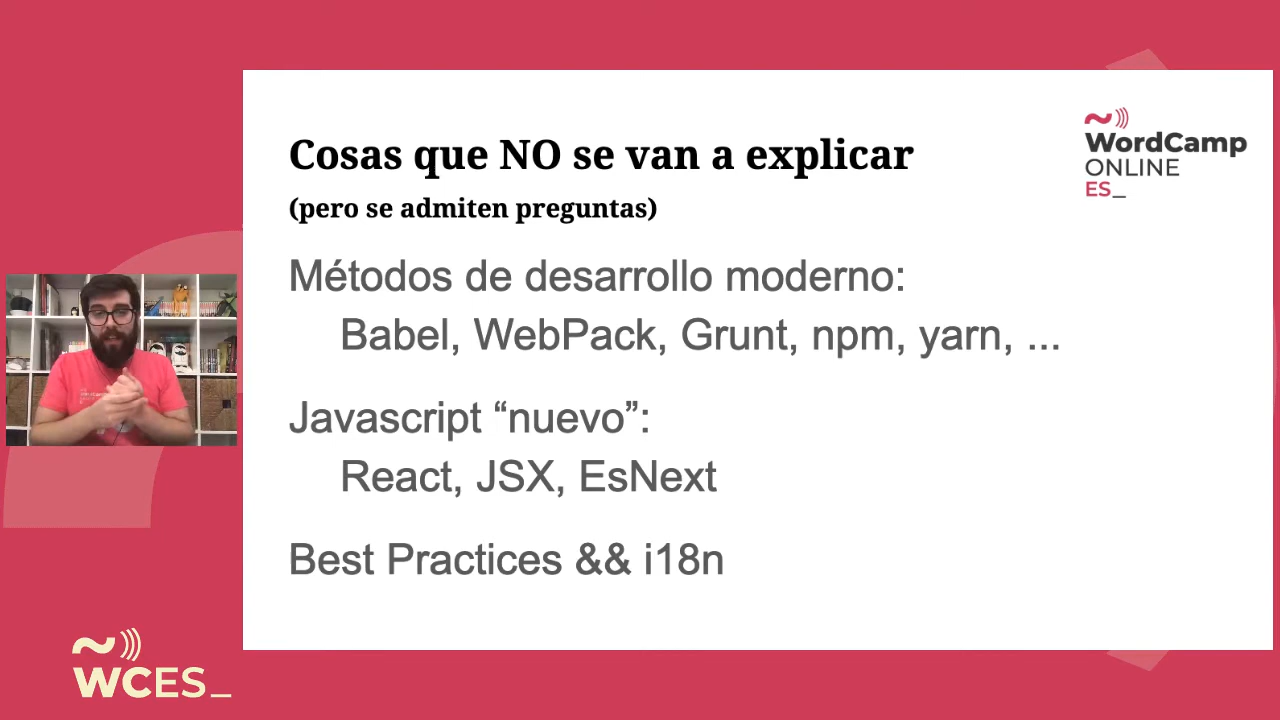 Cosas que NO se van a explicar
(pero se admiten preguntas)
Métodos de desarrollo moderno:
Babel, WebPack, Grunt, npm, yarn, ...
Javascript “nuevo”:
React, JSX, EsNext
Best Practices && i18n
WordCamp
ONLINE
ES_
WCES_